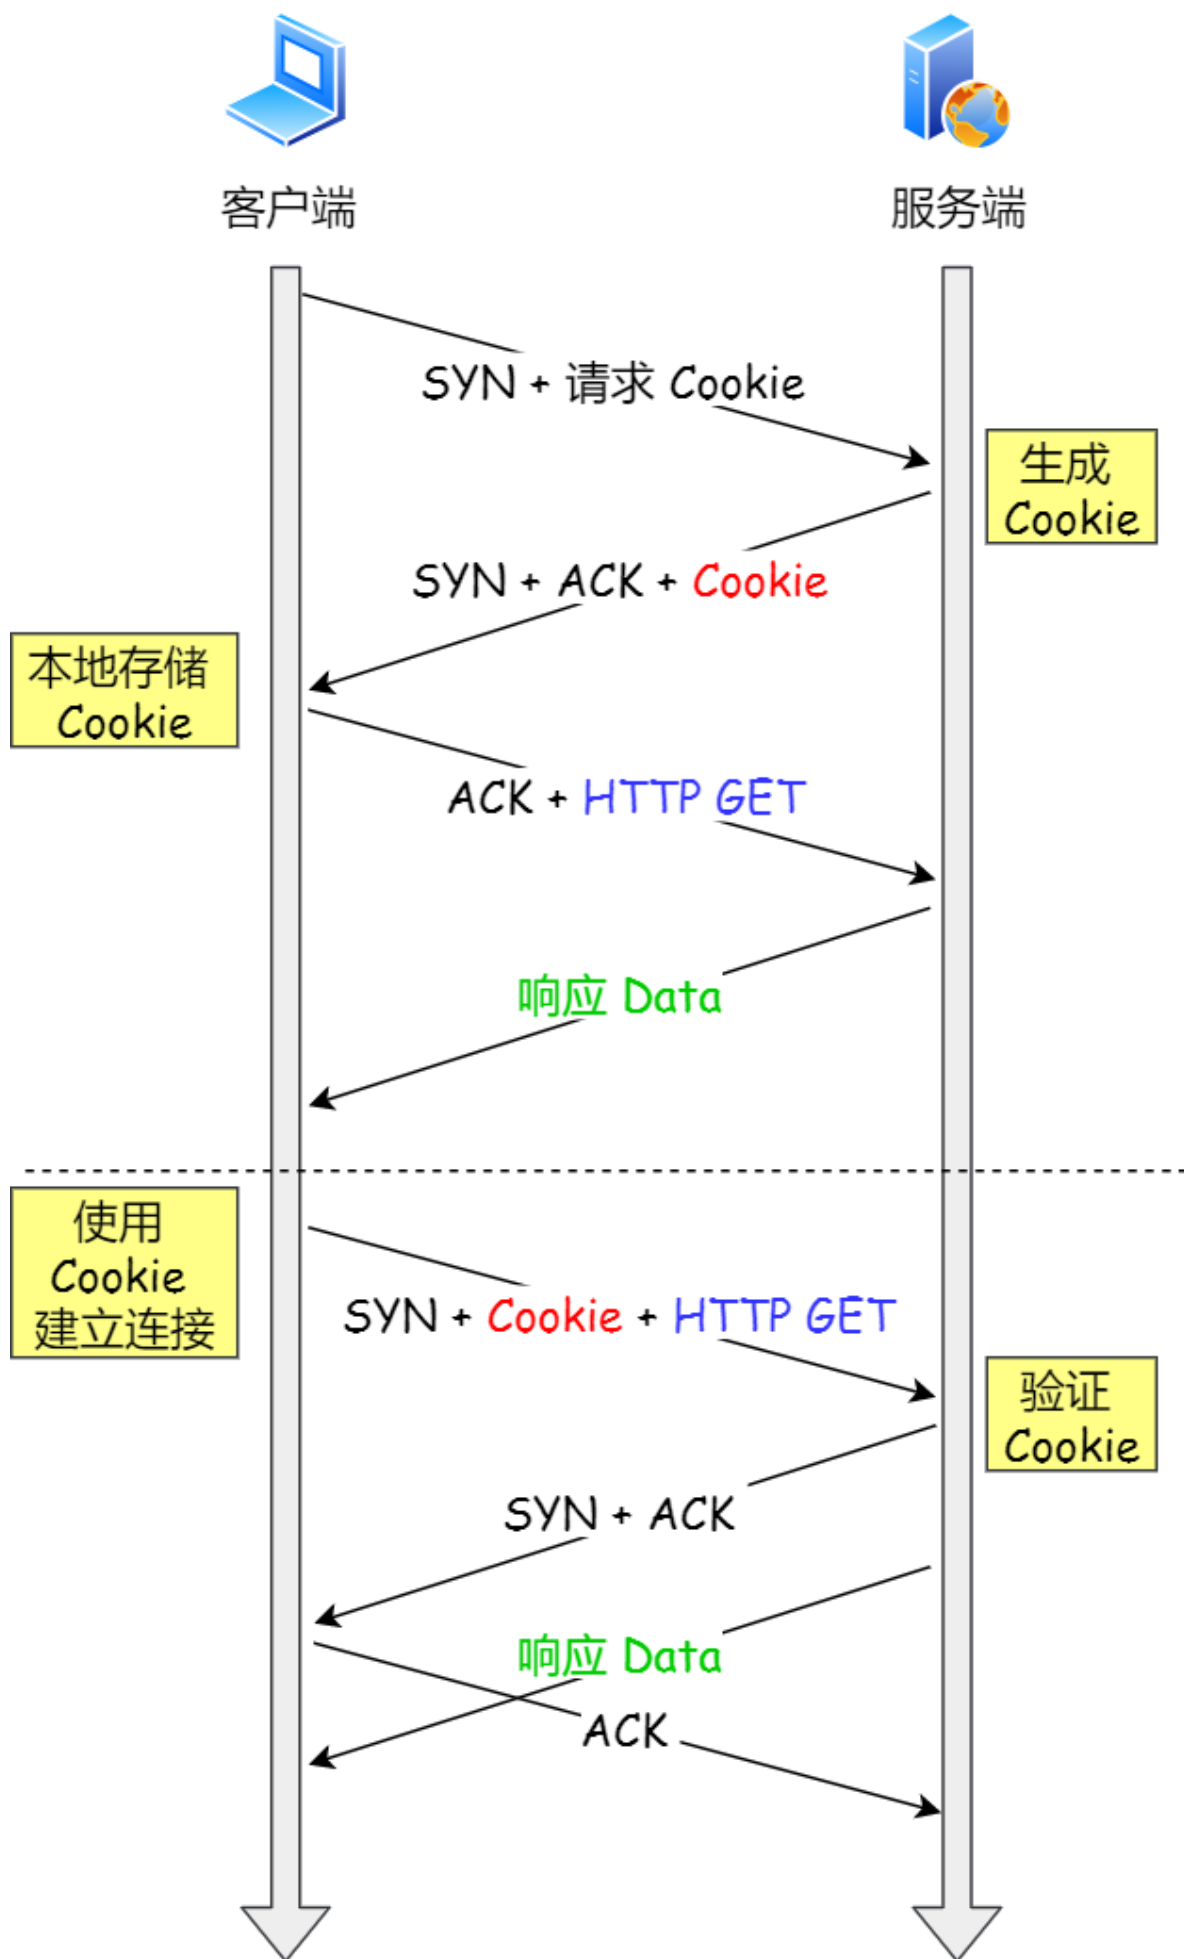 客户端
服务端
SYN + 请求 Cookie
生成
Cookie
SYN + ACK + Cookie
本地存储
Cookie
ACK + HTTP GET
响应 Data
使用
Cookie
建立连接
SYN + Cookie + HTTP GET
验证
Cookie
SYN + ACK
响应 Data
ACK